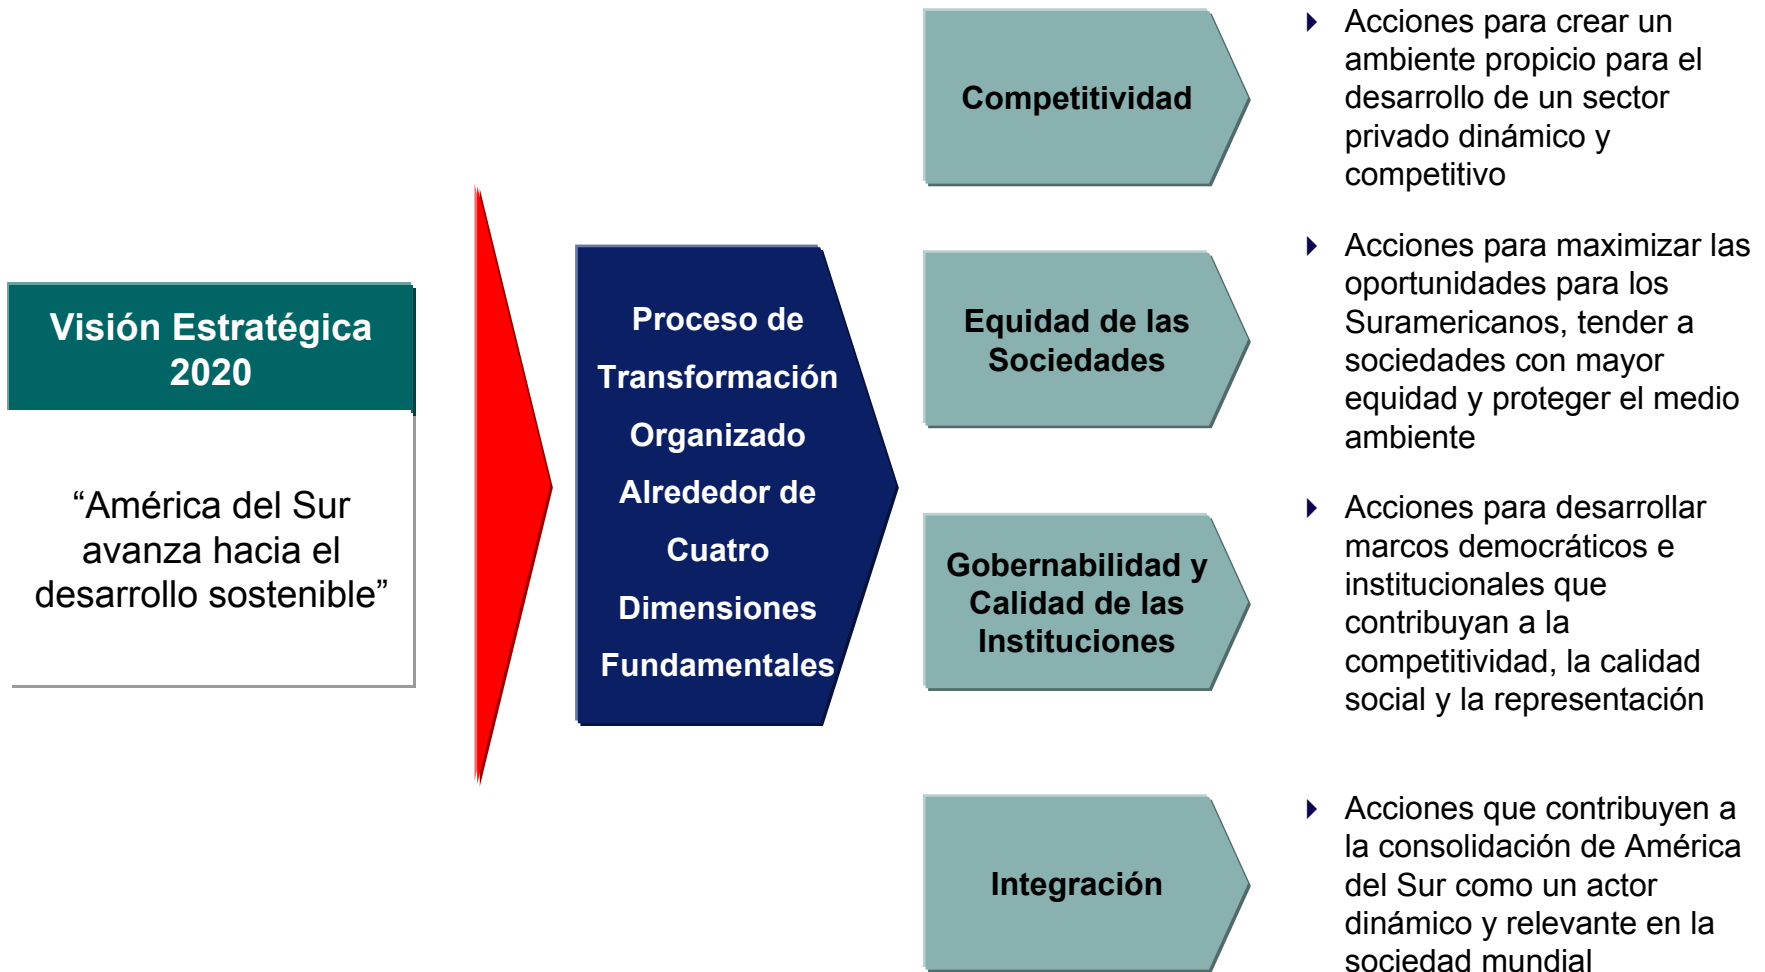 Visión Estratégica
2020
“América del Sur
avanza hacia el
desarrollo sostenible”
Proceso de
Transformación
Organizado
Alrededor de
Cuatro
Dimensiones
Fundamentales
Competitividad
Acciones para crear un
ambiente propicio para el
desarrollo de un sector
privado dinámico y
competitivo
Equidad de las
Sociedades
Acciones para maximizar las
oportunidades para los
Suramericanos, tender a
sociedades con mayor
equidad y proteger el medio
ambiente
Gobernabilidad y
Calidad de las
Instituciones
Acciones para desarrollar
marcos democráticos e
institucionales que
contribuyan a la
competitividad, la calidad
social y la representación
Integración
Acciones que contribuyen a
la consolidación de América
del Sur como un actor
dinámico y relevante en la
sociedad mundial